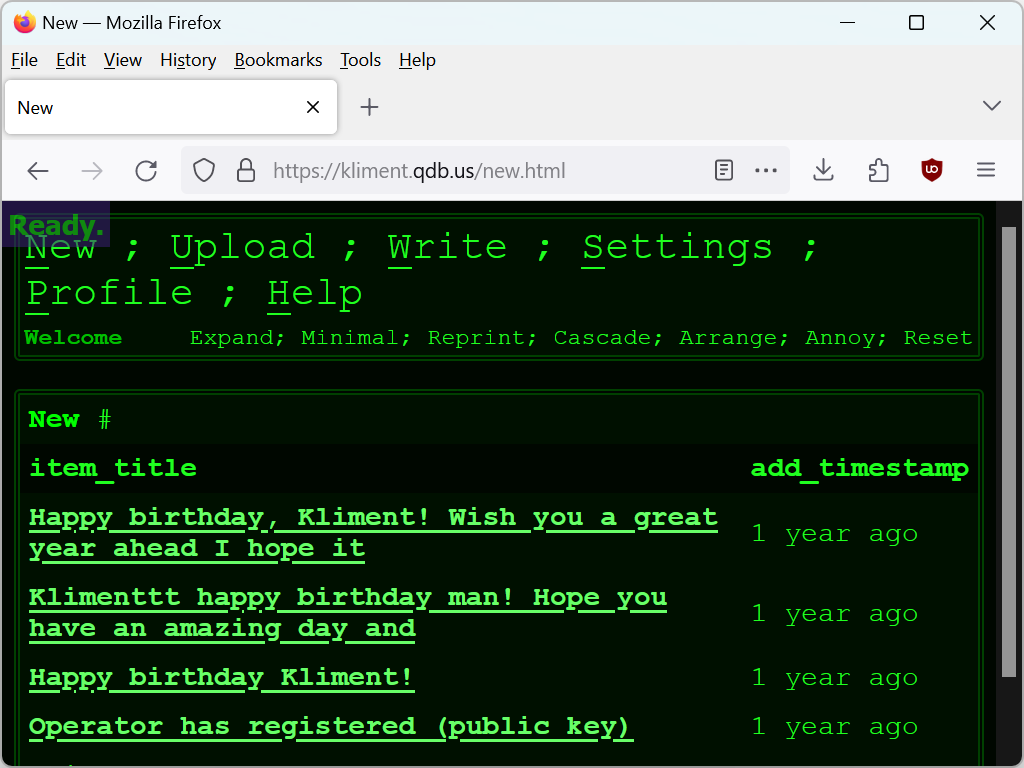 New — Mozilla Firefox
File Edit View History Bookmarks Tools Help
New
https://kliment.qdb.us/new.html
Ready.
New ; Upload ; Write ; Settings ;
Profile ; Help
Welcome Expand; Minimal; Reprint; Cascade; Arrange; Annoy; Reset
New #
item_title add_timestamp
Happy birthday, Kliment! Wish you a great
year ahead I hope it
1 year ago
Klimenttt happy birthday man! Hope you
have an amazing day and
1 year ago
Happy birthday Kliment! 1 year ago
Operator has registered (public key) 1 year ago